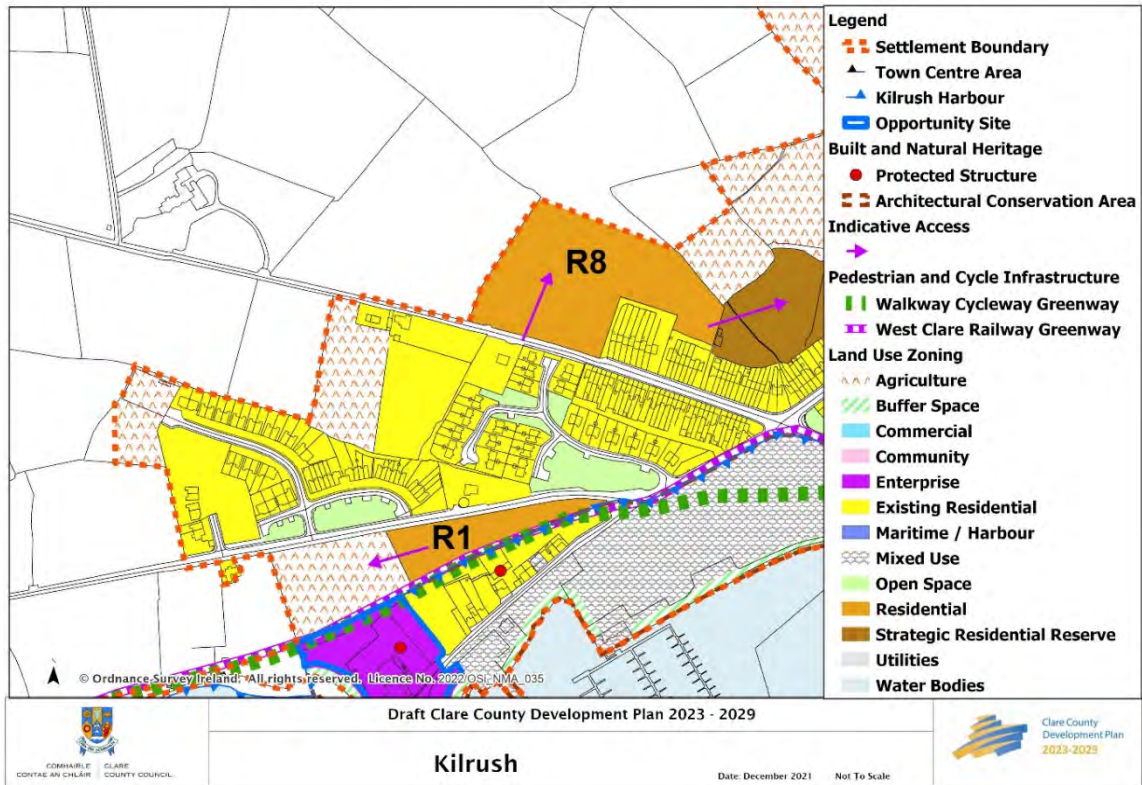 R8
R1
© Ordnance Survey Ireland. All rights reserved. Licence No. 2022/OSi_NMA_035
Legend
Settlement Boundary
Town Centre Area
Kilrush Harbour
Opportunity Site
Built and Natural Heritage
Protected Structure
Architectural Conservation Area
Indicative Access
Pedestrian and Cycle Infrastructure
Walkway Cycleway Greenway
West Clare Railway Greenway
Land Use Zoning
Agriculture
Buffer Space
Commercial
Community
Enterprise
Existing Residential
Maritime / Harbour
Mixed Use
Open Space
Residential
Strategic Residential Reserve
Utilities
Water Bodies
COMHAIRLE CLARE
CONTAE AN CHLÁIR COUNTY COUNCIL
Draft Clare County Development Plan 2023 - 2029
Kilrush
Date: December 2021 Not To Scale
Clare County
Development Plan
2023-2029